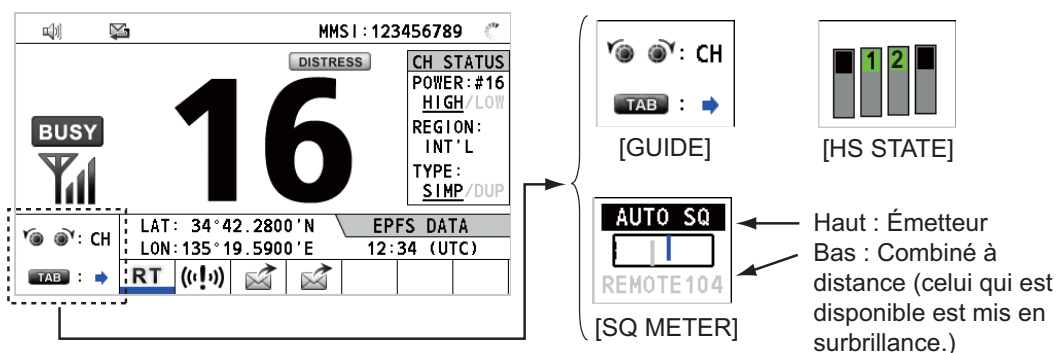 MMSI:123456789
DISTRESS
16
BUSY
CH STATUS
POWER:#16
HIGH/LOW
REGION:
INT'L
TYPE:
SIMP/DUP
: CH
TAB : 
LAT: 34°42.2800'N
LON:135°19.5900'E
EPFS DATA
12:34 (UTC)
RT
: CH
TAB :
[GUIDE]
1 2
[HS STATE]
AUTO SQ
REMOTE104
[SQ METER]
Haut : Émetteur
Bas : Combiné à
distance (celui qui est
disponible est mis en
surbrillance.)